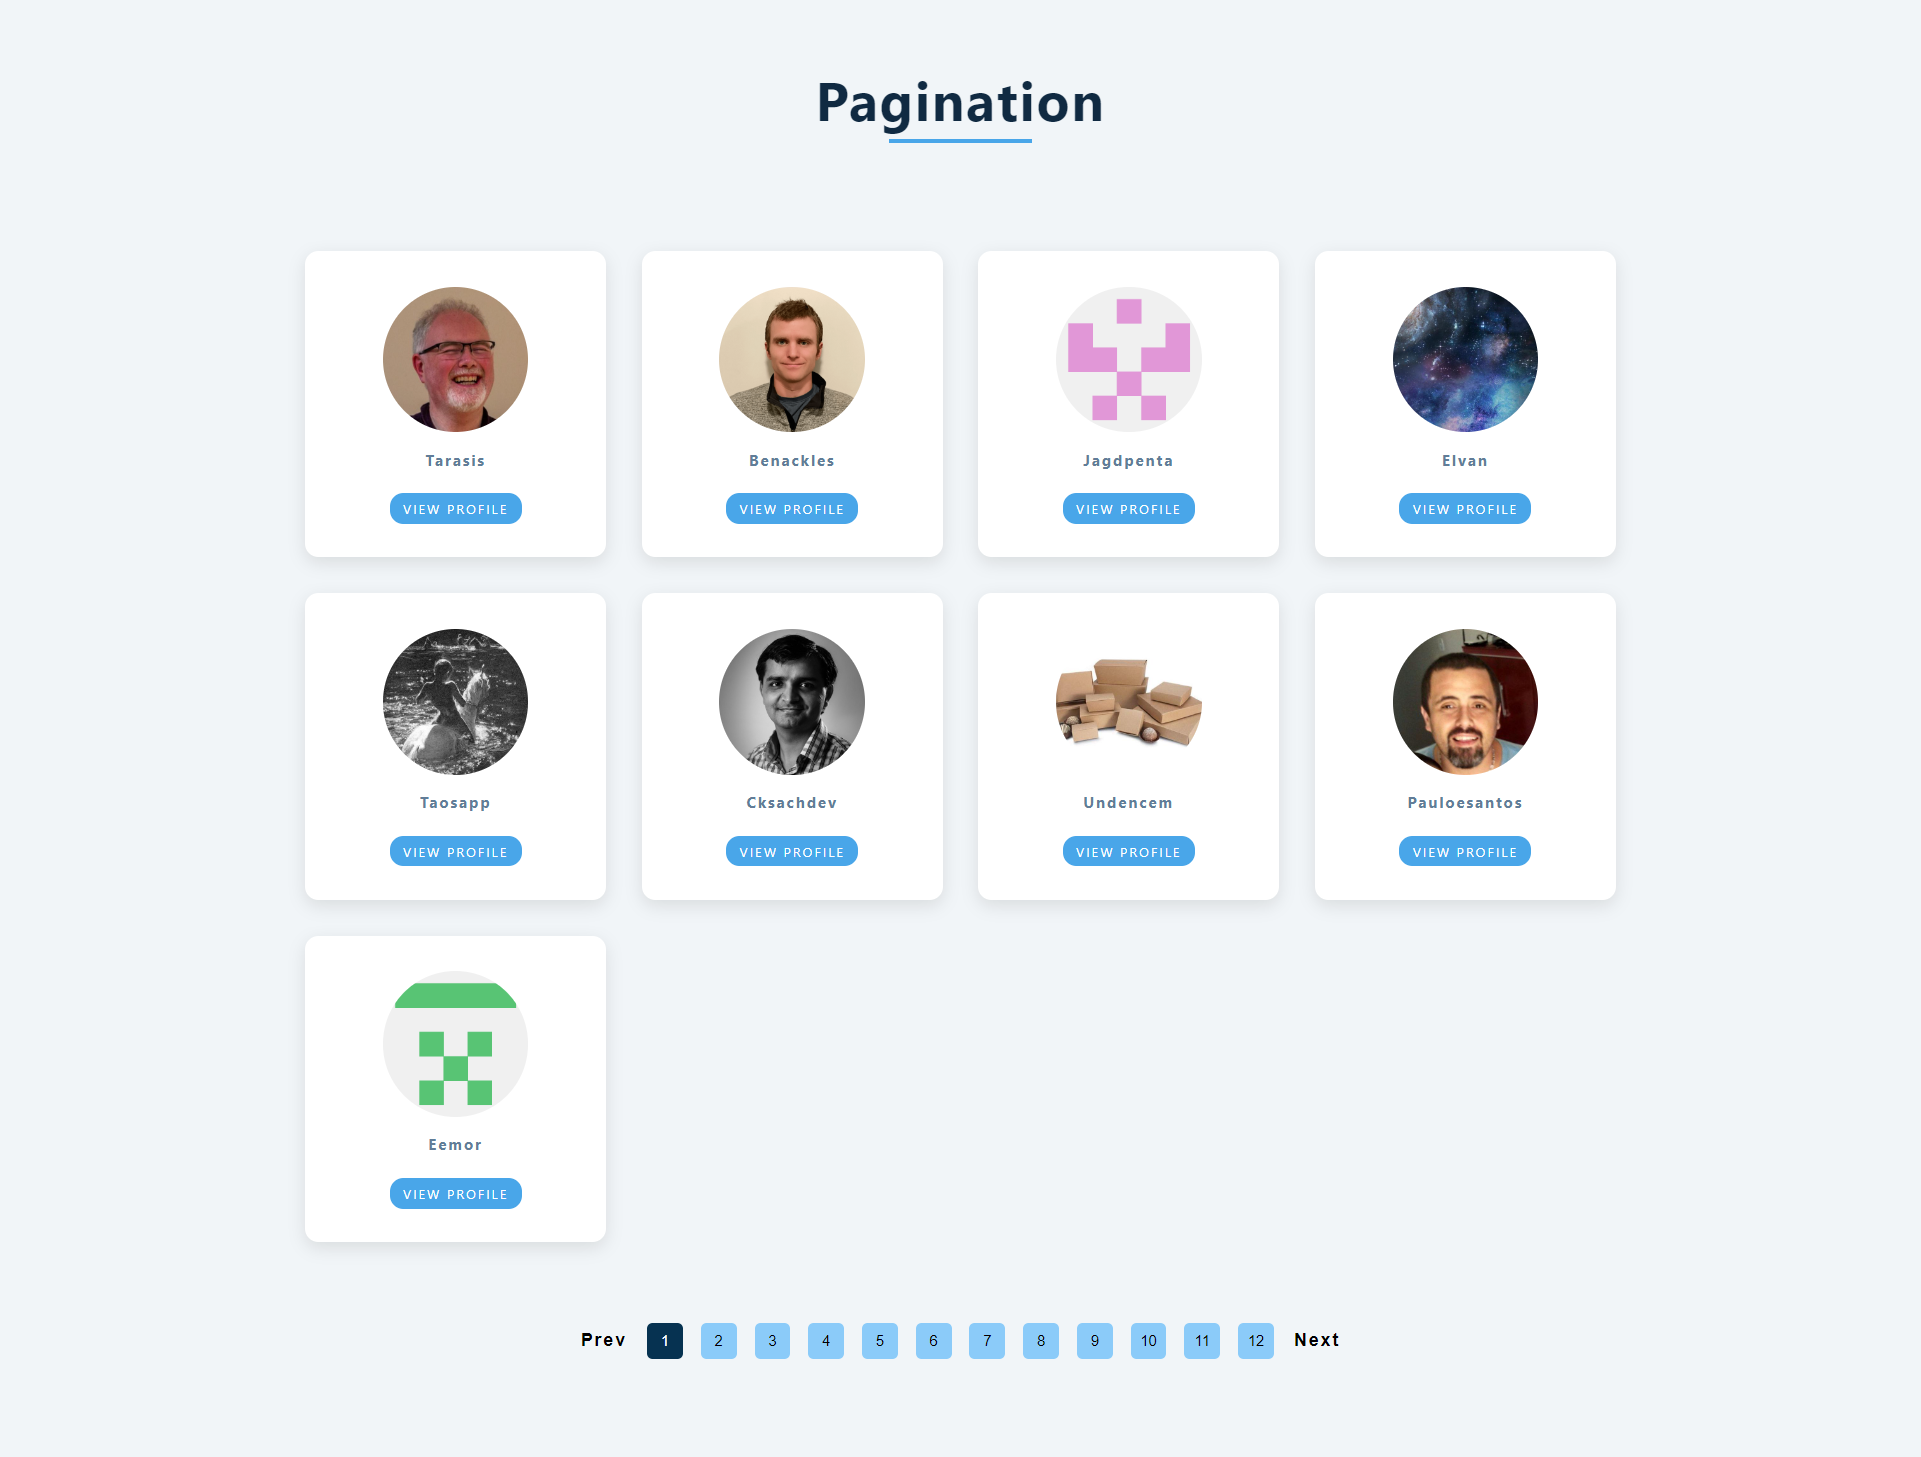 Pagination
Tarasis
Benackles
Jagdpenta
Elvan
VIEW PROFILE
VIEW PROFILE
VIEW PROFILE
VIEW PROFILE
Taosapp
Cksachdev
Undencem
Pauloesantos
VIEW PROFILE
VIEW PROFILE
VIEW PROFILE
VIEW PROFILE
Eemor
VIEW PROFILE
Prev 1 2 3 4 5 6 7 8 9 10 11 12 Next